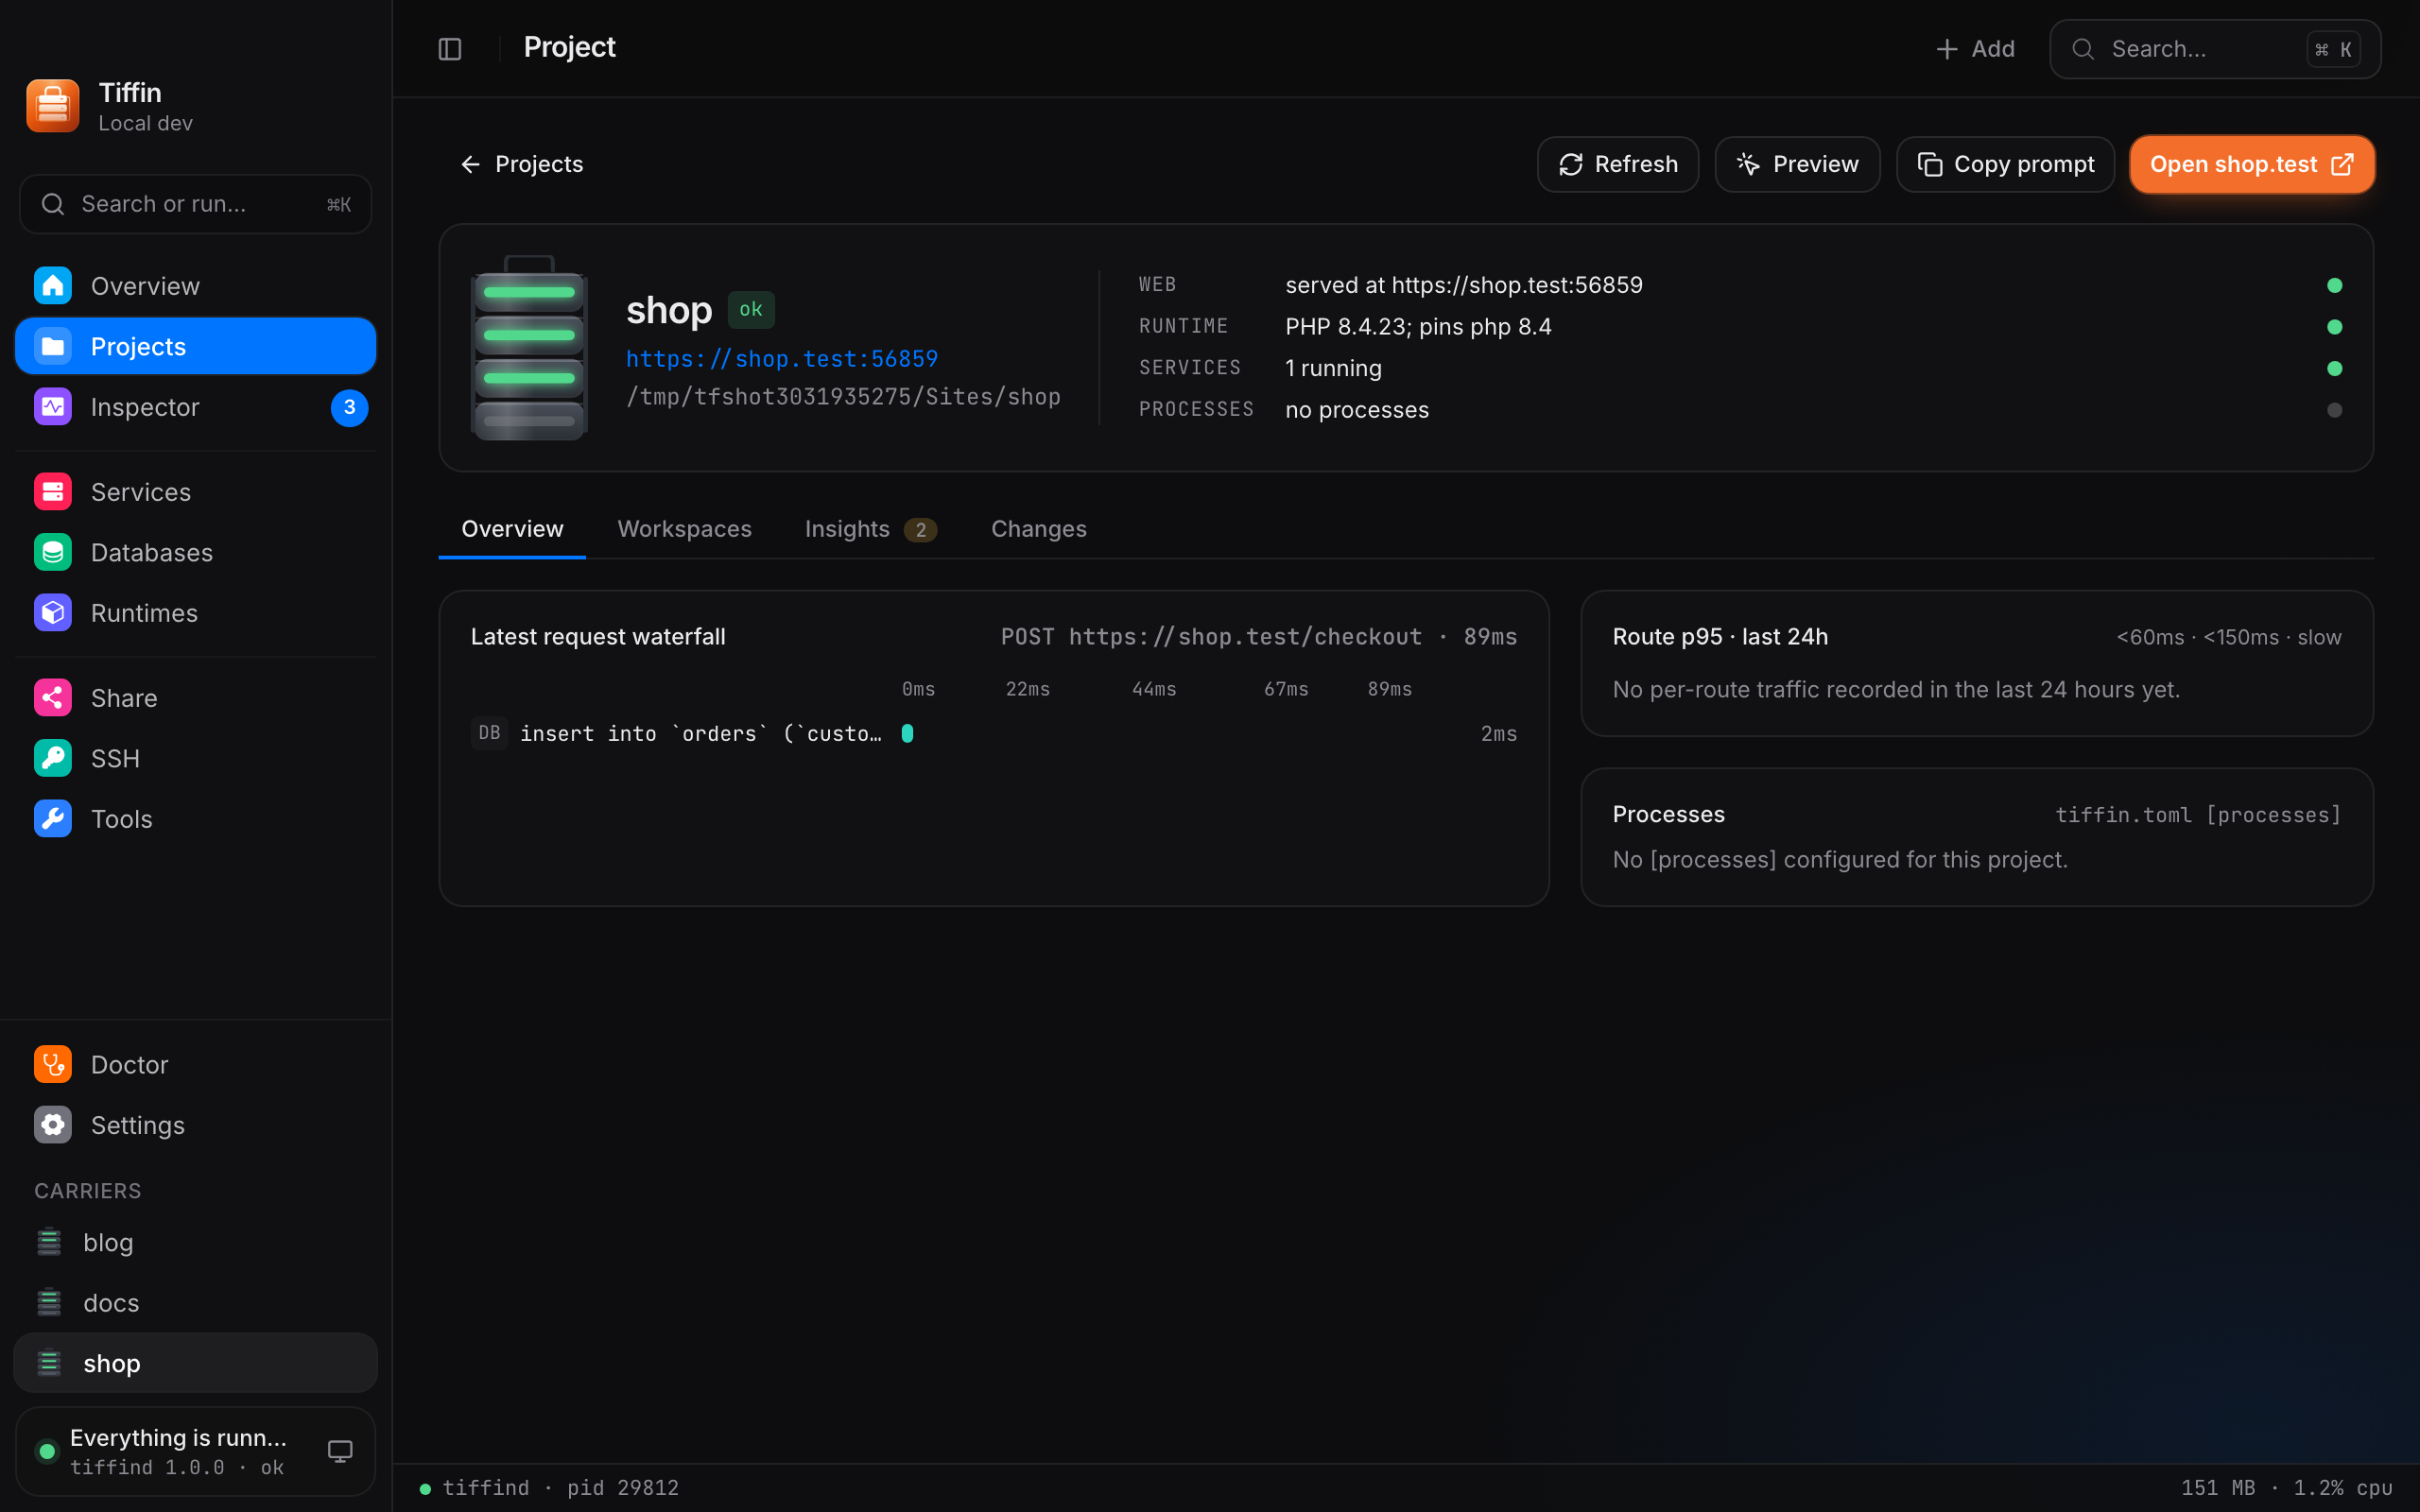 Tiffin
Local dev
Search or run... ⌘K
Overview
Projects
Inspector 3
Services
Databases
Runtimes
Share
SSH
Tools
Doctor
Settings
CARRIERS
blog
docs
shop
Everything is runn...
tiffind 1.0.0 · ok
Project
Add
Search... ⌘ K
Projects
Refresh
Preview
Copy prompt
Open shop.test
shop ok
https://shop.test:56859
/tmp/tfshot3031935275/Sites/shop
WEB served at https://shop.test:56859
RUNTIME PHP 8.4.23; pins php 8.4
SERVICES 1 running
PROCESSES no processes
Overview Workspaces Insights 2 Changes
Latest request waterfall POST https://shop.test/checkout · 89ms
0ms 22ms 44ms 67ms 89ms
DB insert into `orders` (`custo… 2ms
Route p95 · last 24h <60ms · <150ms · slow
No per-route traffic recorded in the last 24 hours yet.
Processes tiffin.toml [processes]
No [processes] configured for this project.
tiffind · pid 29812
151 MB · 1.2% cpu